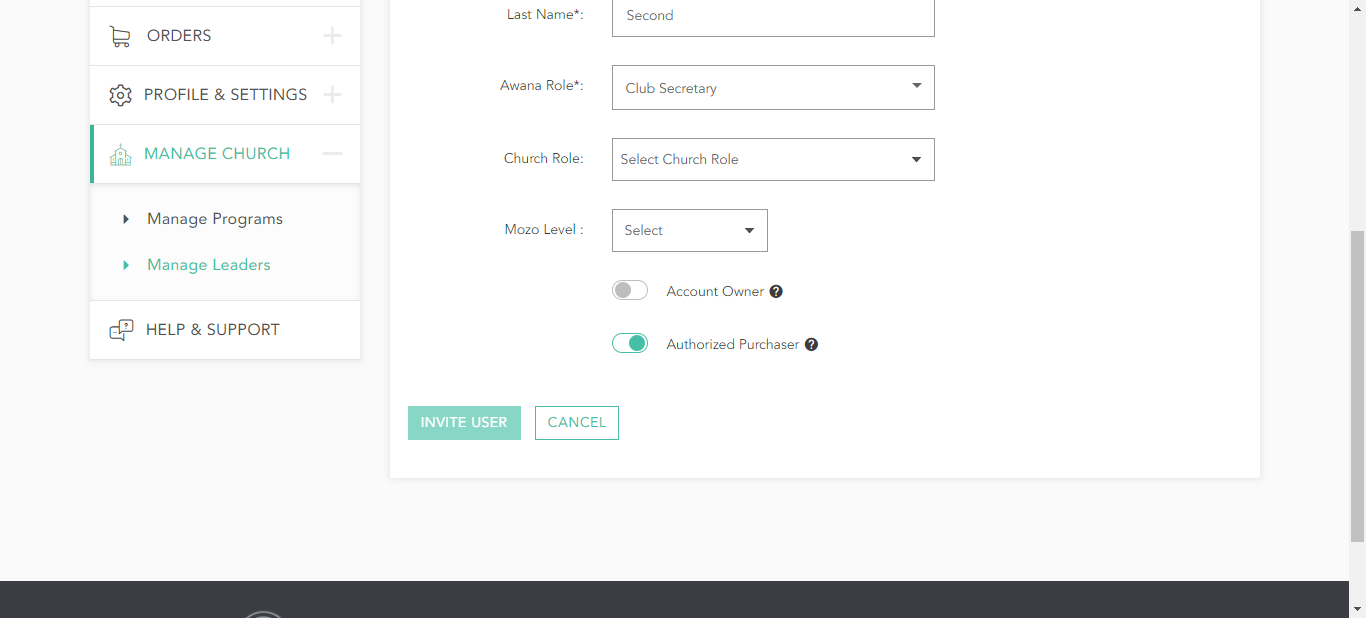 ORDERS
PROFILE & SETTINGS
MANAGE CHURCH
Manage Programs
Manage Leaders
HELP & SUPPORT
Last Name*: Second
Awana Role*: Club Secretary
Church Role: Select Church Role
Mozo Level : Select
Account Owner ?
Authorized Purchaser ?
INVITE USER CANCEL